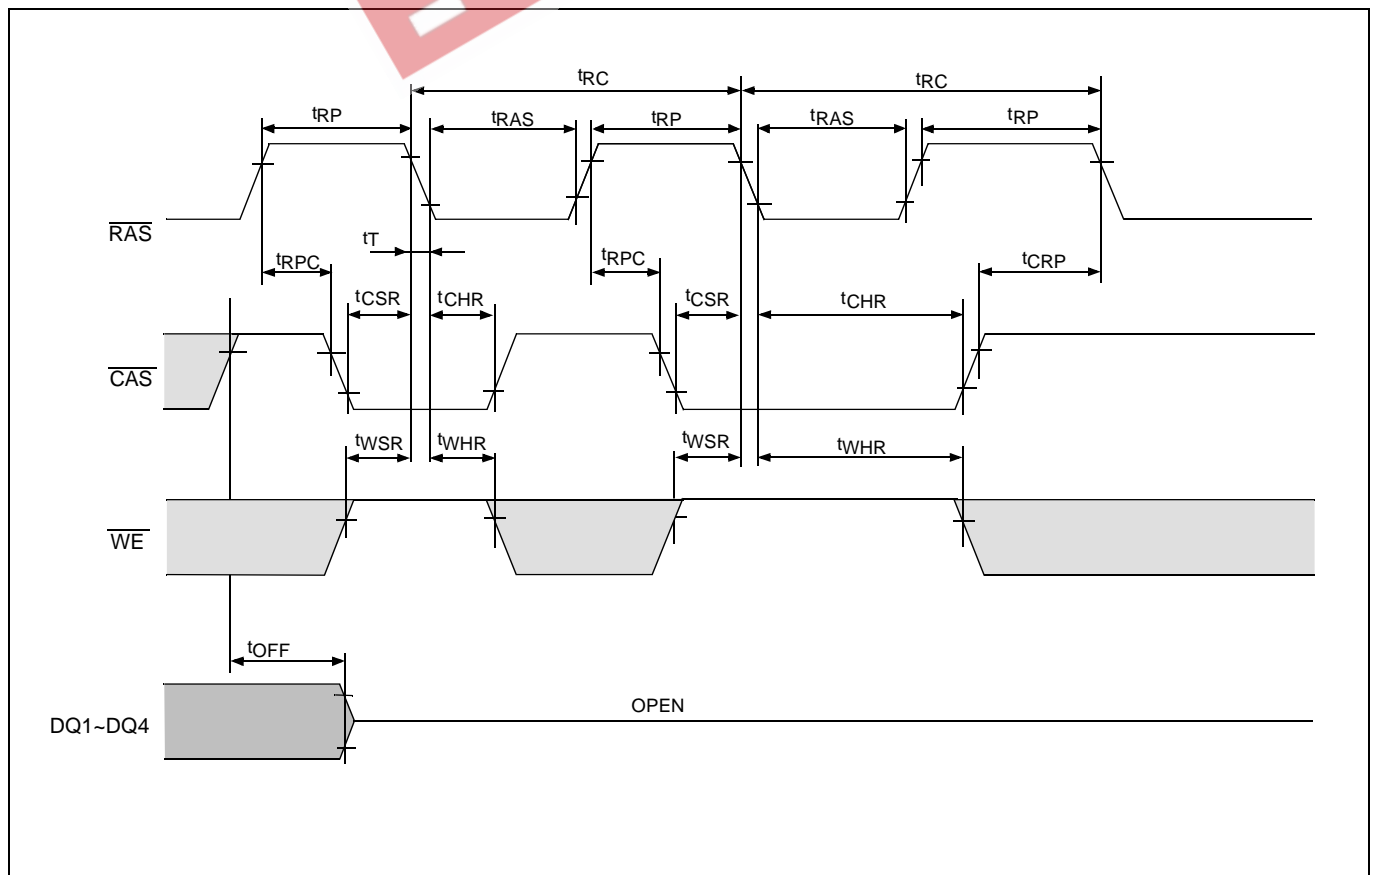 tRC tRC
tRP tRAS tRP tRAS tRP
RAS
tT
tRPC tRPC tCRP
tCSR tCHR tCSR tCHR
CAS
tWSR tWHR tWSR tWHR
WE
tOFF
OPEN
DQ1~DQ4